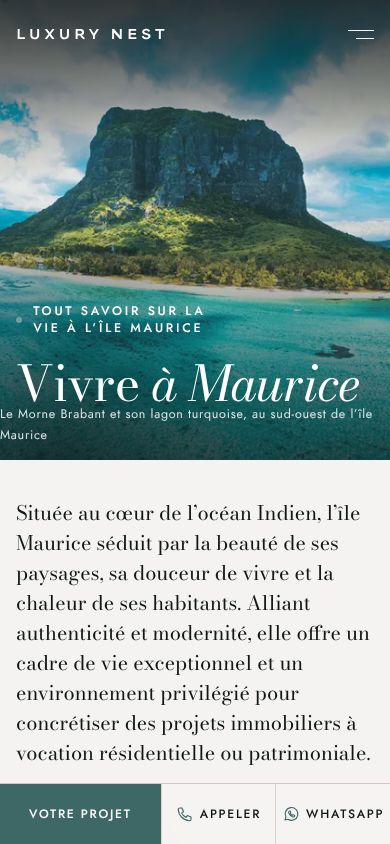 LUXURY NEST
TOUT SAVOIR SUR LA
VIE À L'ÎLE MAURICE
Vivre à Maurice
Le Morne Brabant et son lagon turquoise, au sud-ouest de l'île
Maurice
Située au cœur de l'océan Indien, l'île
Maurice séduit par la beauté de ses
paysages, sa douceur de vivre et la
chaleur de ses habitants. Alliant
authenticité et modernité, elle offre un
cadre de vie exceptionnel et un
environnement privilégié pour
concrétiser des projets immobiliers à
vocation résidentielle ou patrimoniale.
VOTRE PROJET APPELER WHATSAPP